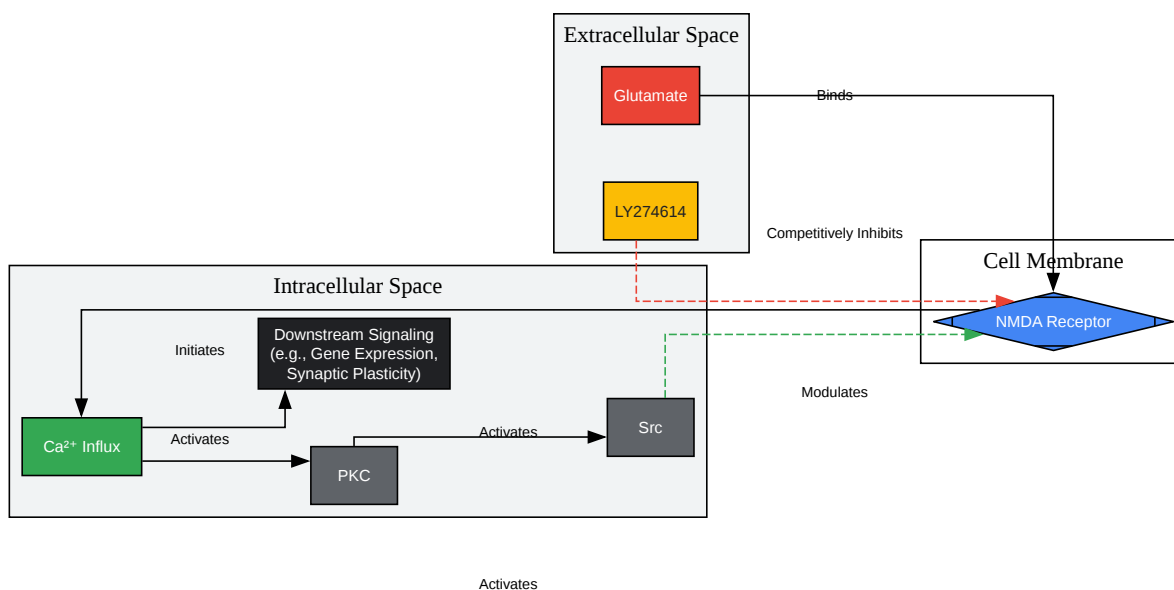 Extracellular Space
Glutamate
Binds
LY274614
Competitively Inhibits
Cell Membrane
NMDA Receptor
Intracellular Space
Downstream Signaling
(e.g., Gene Expression,
Synaptic Plasticity)
Initiates
Modulates
Src
Activates
Activates
Ca²⁺ Influx
PKC
Activates